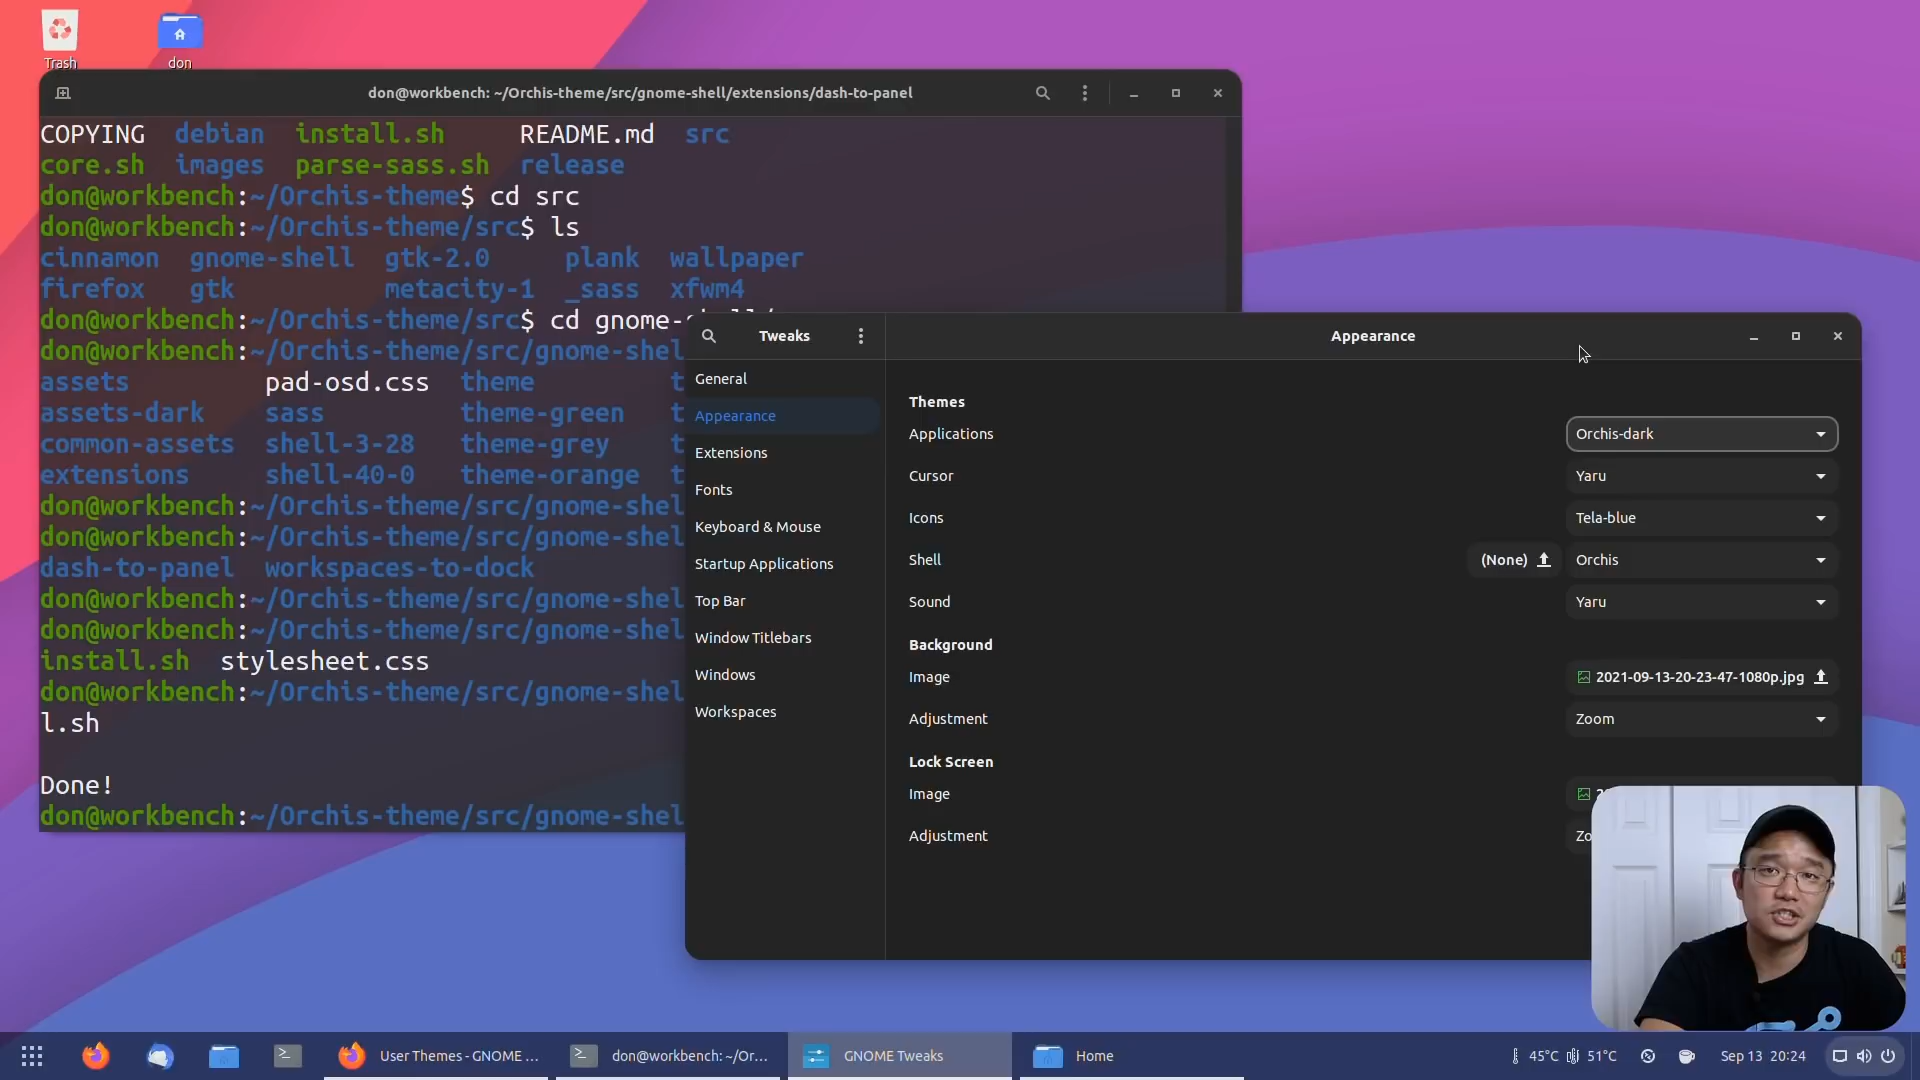 Trash
don
don@workbench: ~/Orchis-theme/src/gnome-shell/extensions/dash-to-panel
COPYING debian install.sh README.md src
core.sh images parse-sass.sh release
don@workbench:~/Orchis-theme$ cd src
don@workbench:~/Orchis-theme/src$ ls
cinnamon gnome-shell gtk-2.0 plank wallpaper
firefox gtk metacity-1 _sass xfwm4
don@workbench:~/Orchis-theme/src$ cd gnome-
don@workbench:~/Orchis-theme/src/gnome-shel
assets pad-osd.css theme t
assets-dark sass theme-green t
common-assets shell-3-28 theme-grey t
extensions shell-40-0 theme-orange t
don@workbench:~/Orchis-theme/src/gnome-shel
don@workbench:~/Orchis-theme/src/gnome-shel
dash-to-panel workspaces-to-dock
don@workbench:~/Orchis-theme/src/gnome-shel
don@workbench:~/Orchis-theme/src/gnome-shel
install.sh stylesheet.css
don@workbench:~/Orchis-theme/src/gnome-shel
l.sh
Done!
don@workbench:~/Orchis-theme/src/gnome-shel
Tweaks
Appearance
General
Appearance
Extensions
Fonts
Keyboard & Mouse
Startup Applications
Top Bar
Window Titlebars
Windows
Workspaces
Themes
Applications Orchis-dark
Cursor Yaru
Icons Tela-blue
Shell (None) Orchis
Sound Yaru
Background
Image 2021-09-13-20-23-47-1080p.jpg
Adjustment Zoom
Lock Screen
Image
Adjustment Zo
User Themes - GNOME ...
don@workbench: ~/Or...
GNOME Tweaks
Home
45°C 51°C Sep 13 20:24